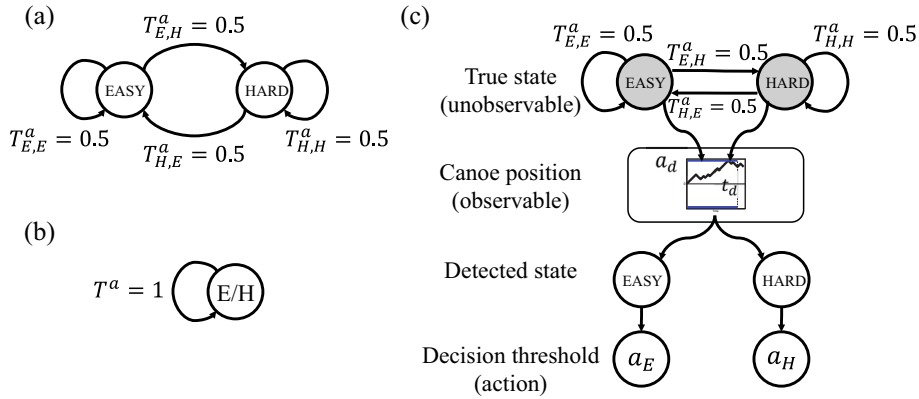 (a)
T^a_{E,H} = 0.5
EASY
HARD
T^a_{E,E} = 0.5
T^a_{H,E} = 0.5
T^a_{H,H} = 0.5
(b)
T^a = 1
E/H
(c)
T^a_{E,E} = 0.5
T^a_{H,H} = 0.5
T^a_{E,H} = 0.5
True state
(unobservable)
EASY
HARD
T^a_{H,E} = 0.5
Canoe position
(observable)
a_d
t_d
Detected state
EASY
HARD
Decision threshold
(action)
a_E
a_H